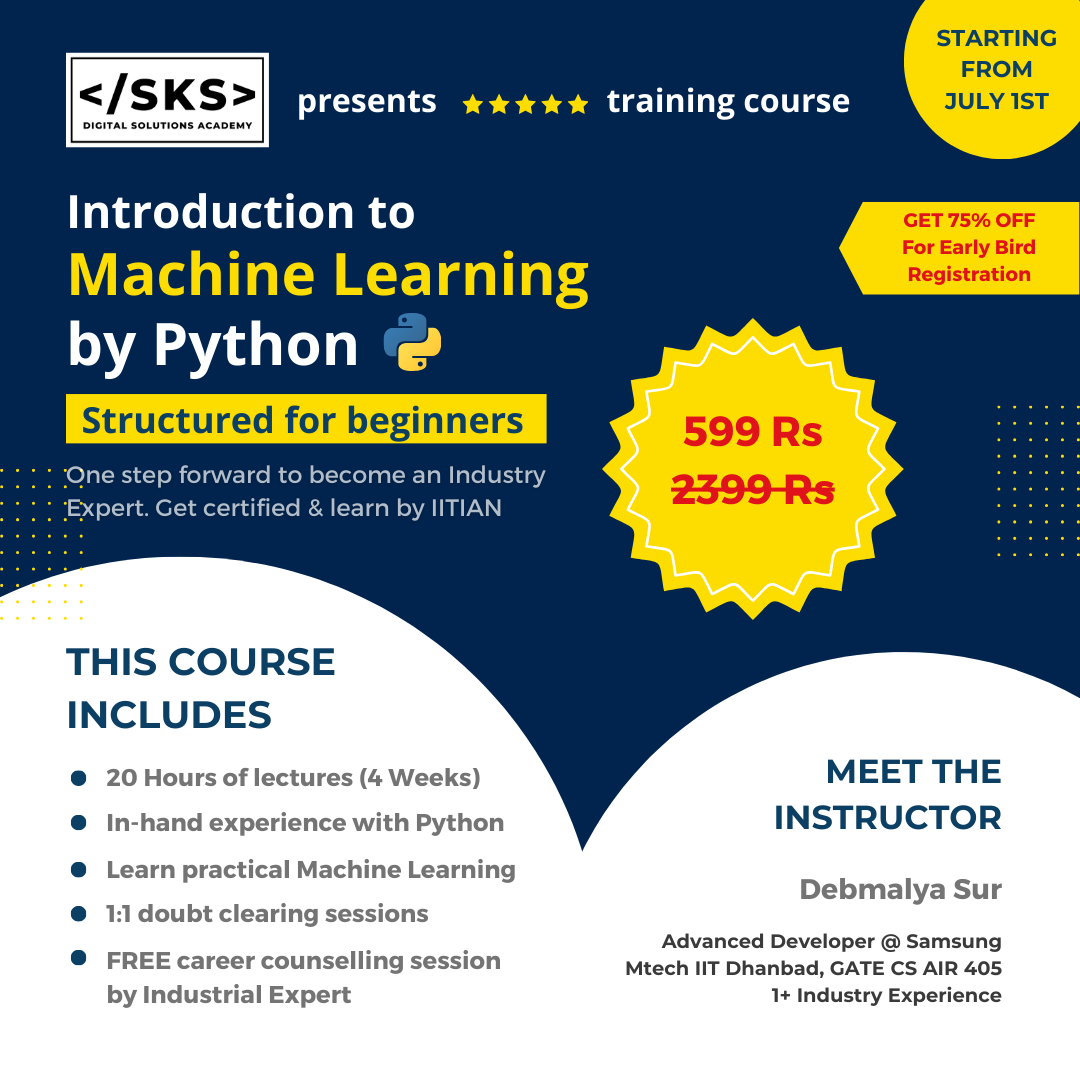 </SKS>
DIGITAL SOLUTIONS ACADEMY
presents
training course
STARTING
FROM
JULY 1ST
Introduction to
Machine Learning
by Python
GET 75% OFF
For Early Bird
Registration
Structured for beginners
One step forward to become an Industry
Expert. Get certified & learn by IITIAN
599 Rs
2399 Rs
THIS COURSE
INCLUDES
20 Hours of lectures (4 Weeks)
In-hand experience with Python
Learn practical Machine Learning
1:1 doubt clearing sessions
FREE career counselling session
by Industrial Expert
MEET THE
INSTRUCTOR
Debmalya Sur
Advanced Developer @ Samsung
Mtech IIT Dhanbad, GATE CS AIR 405
1+ Industry Experience